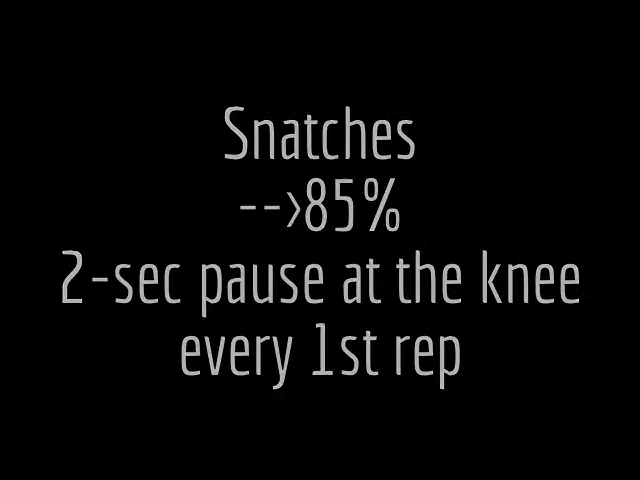 Snatches
-->85%
2-sec pause at the knee
every 1st rep